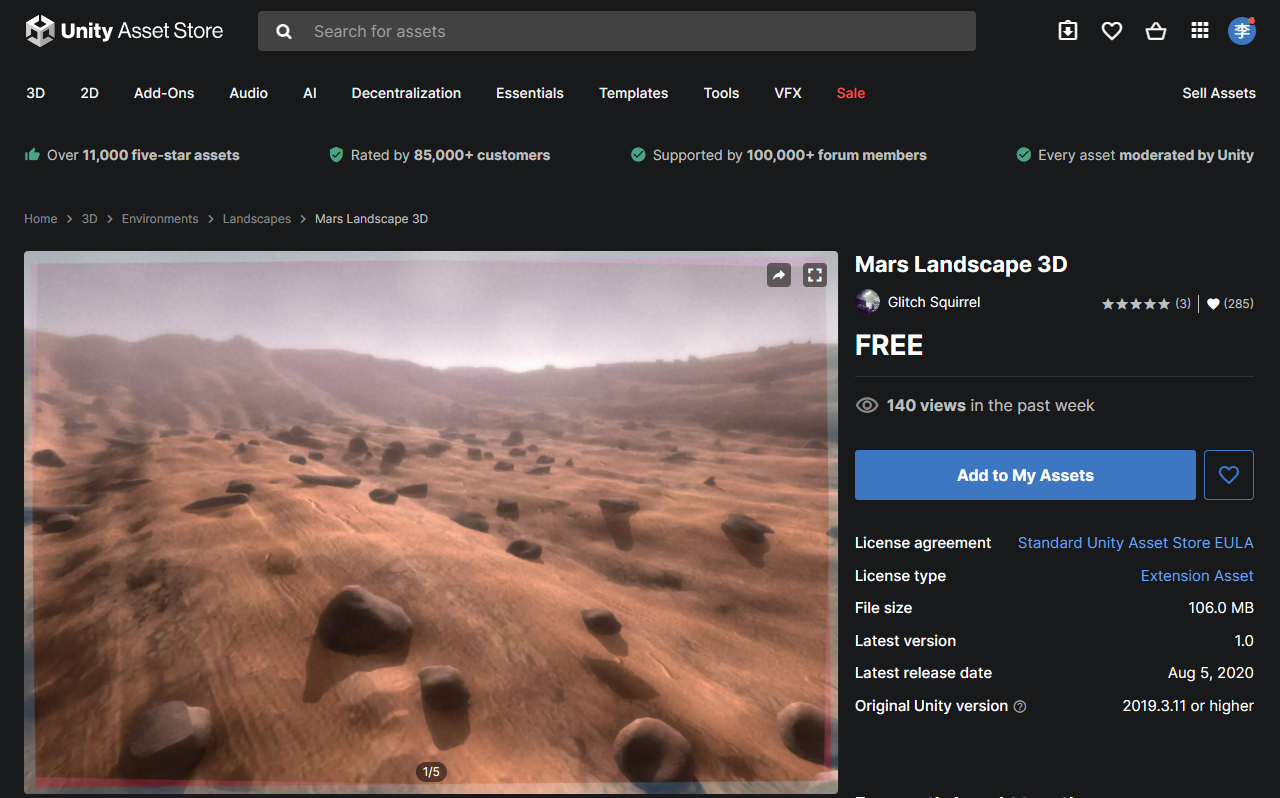 Unity Asset Store
Search for assets
李
3D 2D Add-Ons Audio AI Decentralization Essentials Templates Tools VFX Sale Sell Assets
Over 11,000 five-star assets Rated by 85,000+ customers Supported by 100,000+ forum members Every asset moderated by Unity
Home > 3D > Environments > Landscapes > Mars Landscape 3D
Mars Landscape 3D
Glitch Squirrel (3) (285)
FREE
140 views in the past week
Add to My Assets
License agreement Standard Unity Asset Store EULA
License type Extension Asset
File size 106.0 MB
Latest version 1.0
Latest release date Aug 5, 2020
Original Unity version 2019.3.11 or higher
1/5